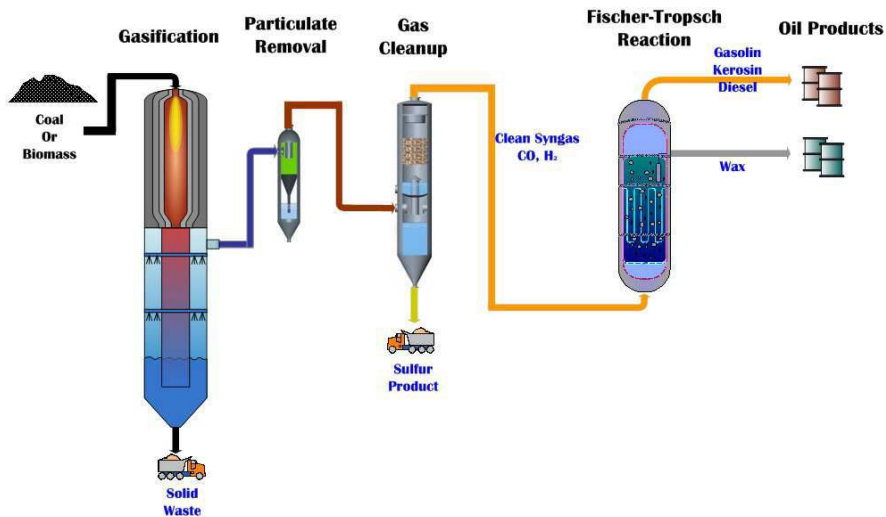 Gasification
Particulate
Removal
Gas
Cleanup
Fischer-Tropsch
Reaction
Oil Products
Coal
Or
Biomass
Gasolin
Kerosin
Diesel
Clean Syngas
CO, H₂
Wax
Sulfur
Product
Solid
Waste